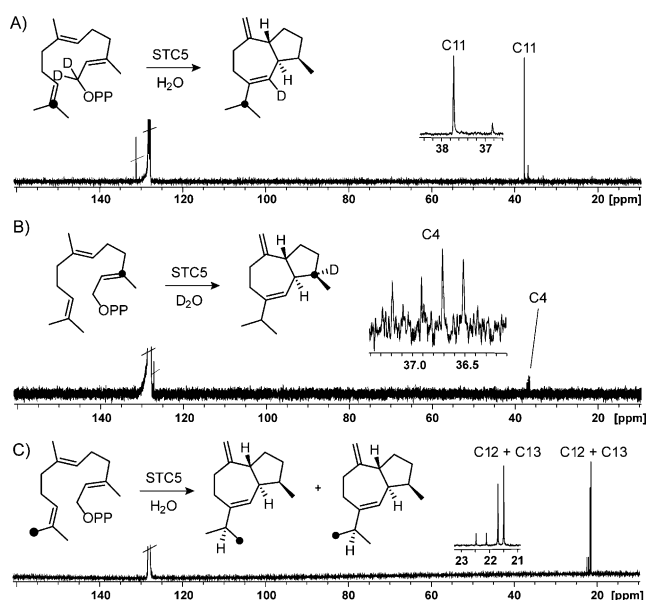 A)
D
D
OPP
STC5
H2O
H
H
D
C11
38 37
C11
140 120 100 80 60 40 20 [ppm]
B)
OPP
STC5
D2O
H
H
D
C4
37.0 36.5
C4
140 120 100 80 60 40 20 [ppm]
C)
OPP
STC5
H2O
H
H
H
+
H
H
H
C12 + C13
23 22 21
C12 + C13
140 120 100 80 60 40 20 [ppm]